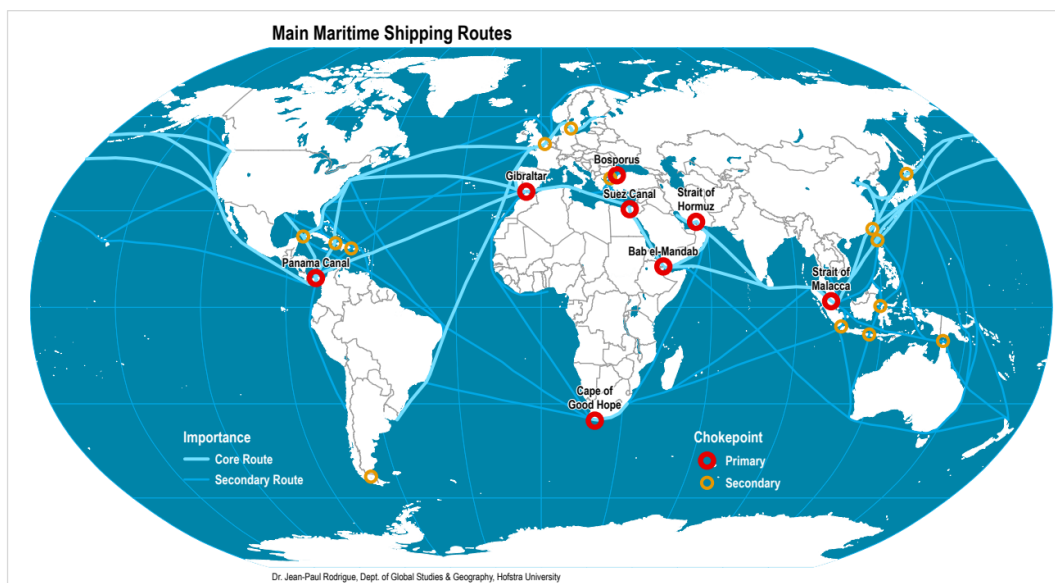 Main Maritime Shipping Routes
Bosporus
Gibraltar
Suez Canal
Strait of
Hormuz
Bab el-Mandab
Panama Canal
Strait of
Malacca
Cape of
Good Hope
Importance
Core Route
Secondary Route
Chokepoint
Primary
Secondary
Dr. Jean-Paul Rodrigue, Dept. of Global Studies & Geography, Hofstra University